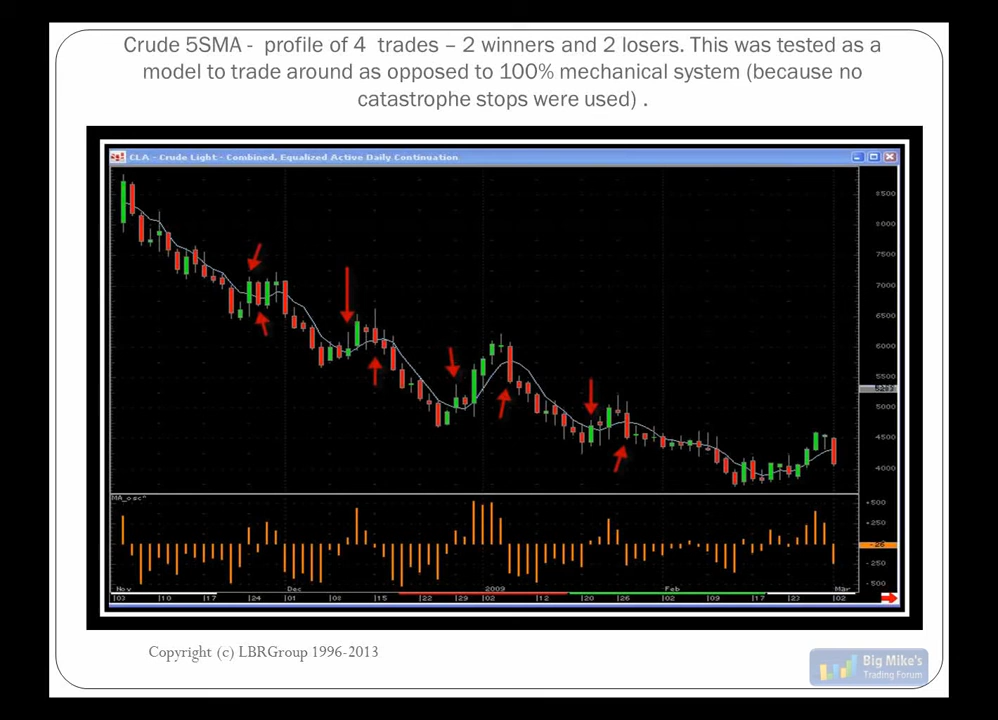 Crude 5SMA - profile of 4 trades – 2 winners and 2 losers. This was tested as a
model to trade around as opposed to 100% mechanical system (because no
catastrophe stops were used) .
CLA - Crude Light - Combined, Equalized Active Daily Continuation
8500
8000
7500
7000
6500
6000
5500
5293
5000
4500
4000
MA_osc"
+500
+250
-26
-250
-500
Nov Dec 2009 Feb Mar
|03 |10 |17 |24 |01 |08 |15 |22 |29 |02 |12 |20 |26 |02 |09 |17 |23 |02
Copyright (c) LBRGroup 1996-2013
Big Mike's
Trading Forum